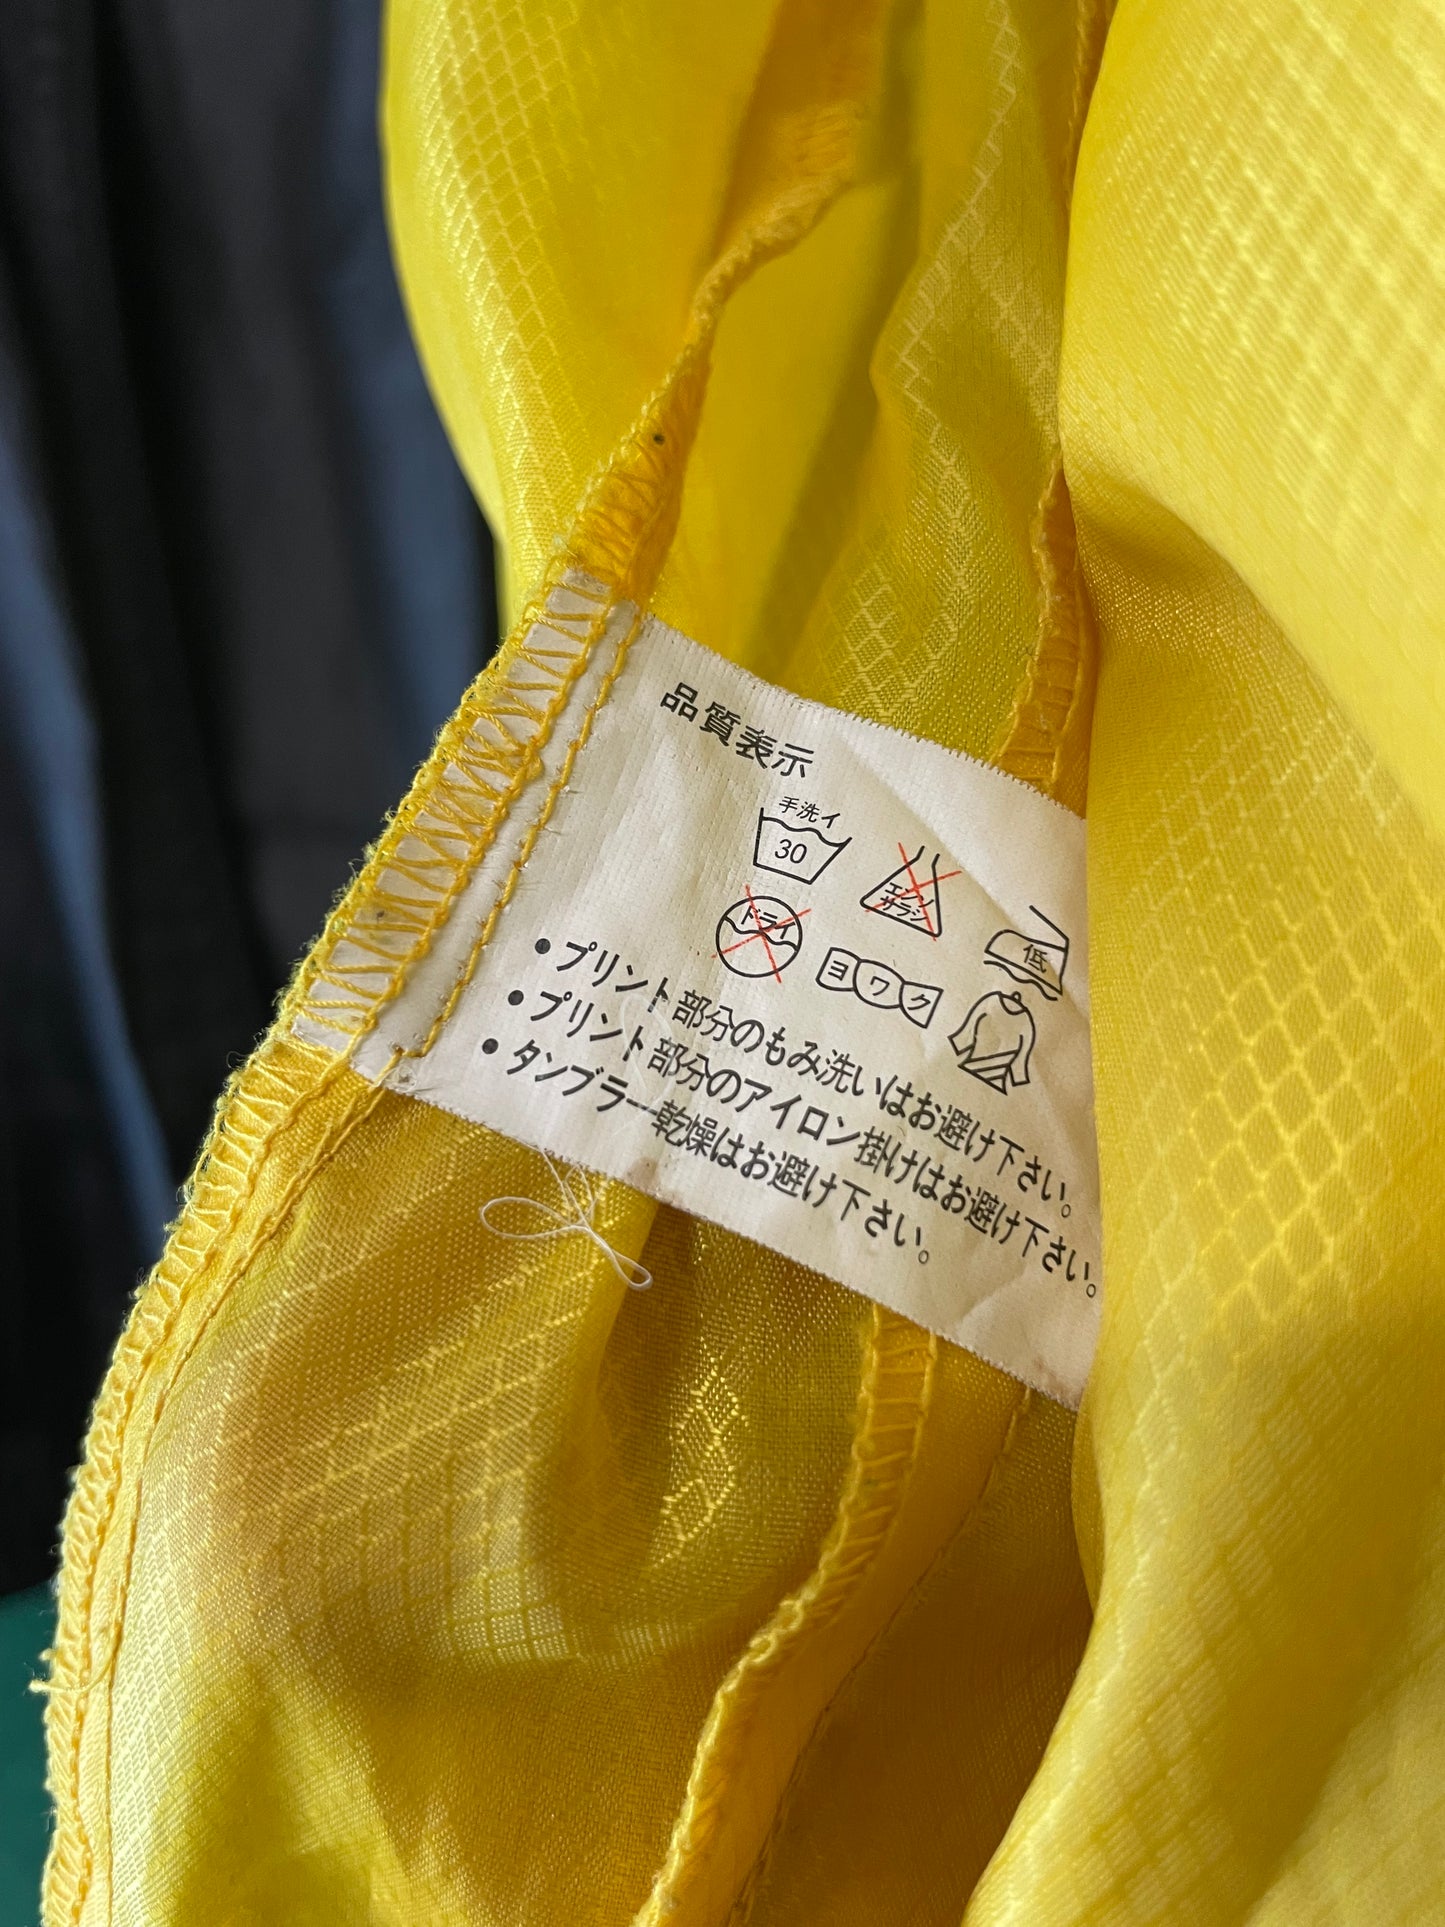 品質表示
手洗イ
30
エンソ
サラシ
低
ドライ
ヨワク
•プリント部分のもみ洗いはお避け下さい。
•プリント部分のアイロン掛けはお避け下さい。
•タンブラー乾燥はお避け下さい。